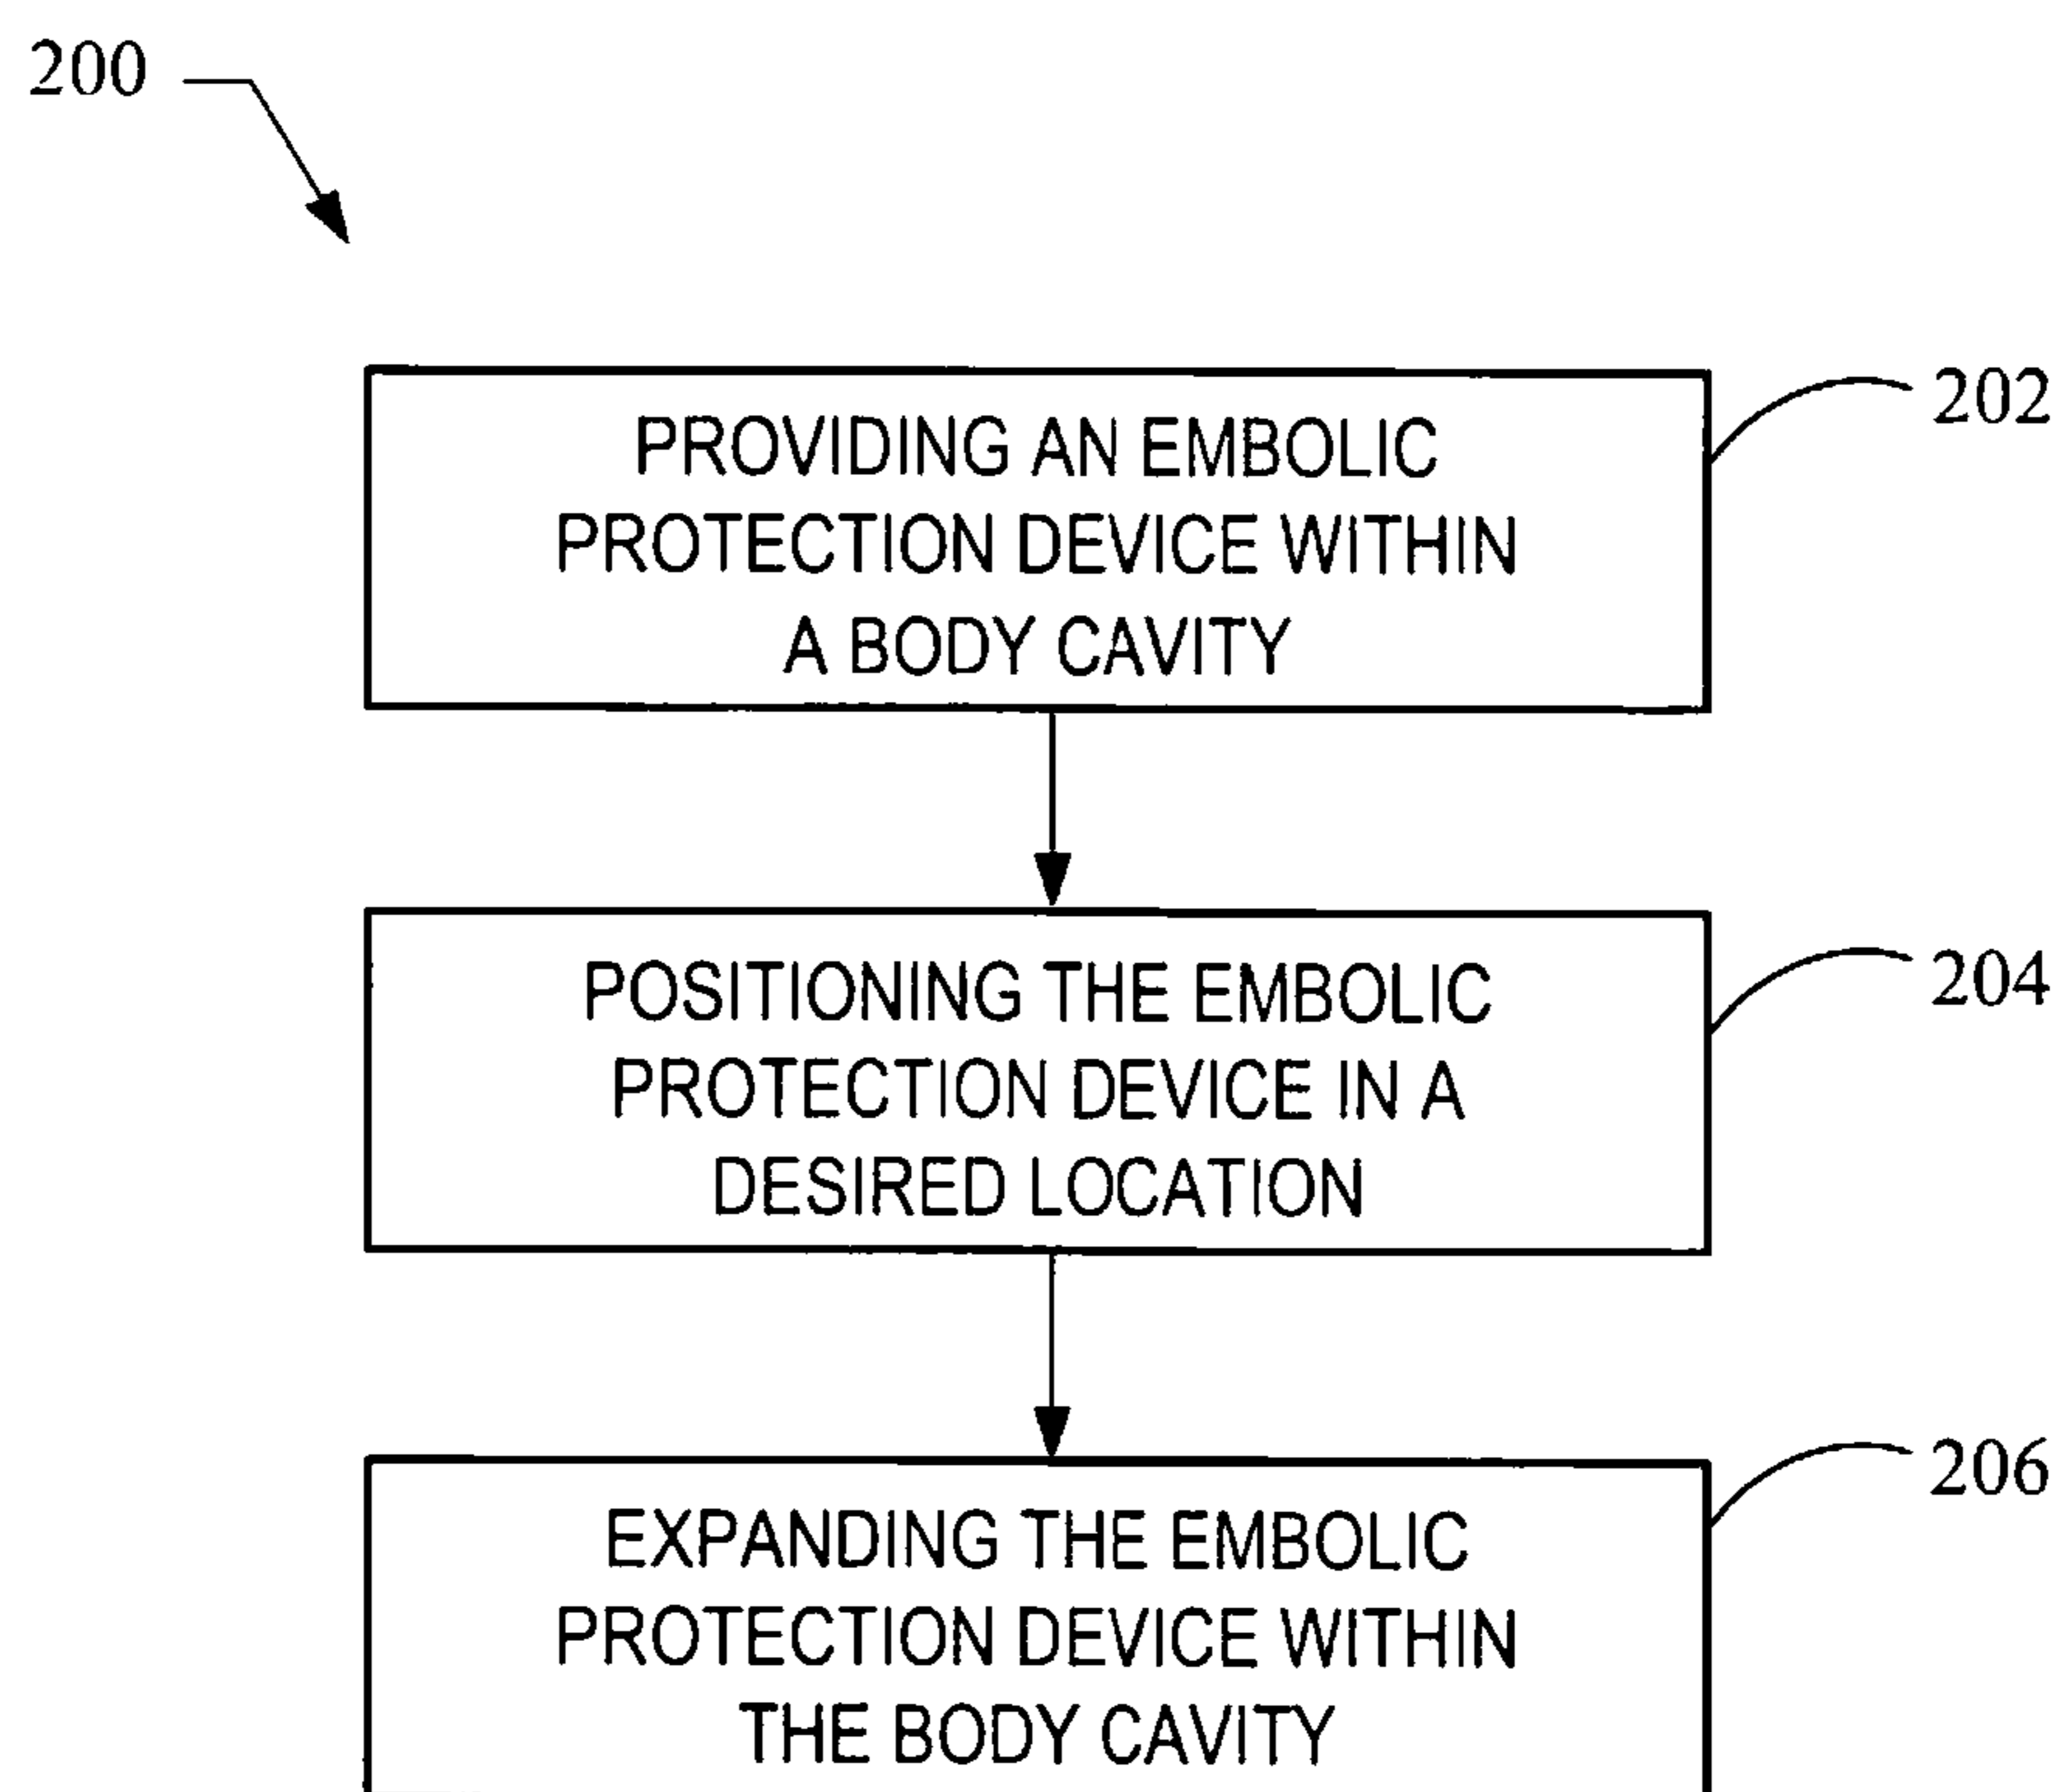 200
202
PROVIDING AN EMBOLIC
PROTECTION DEVICE WITHIN
A BODY CAVITY
204
POSITIONING THE EMBOLIC
PROTECTION DEVICE IN A
DESIRED LOCATION
206
EXPANDING THE EMBOLIC
PROTECTION DEVICE WITHIN
THE BODY CAVITY